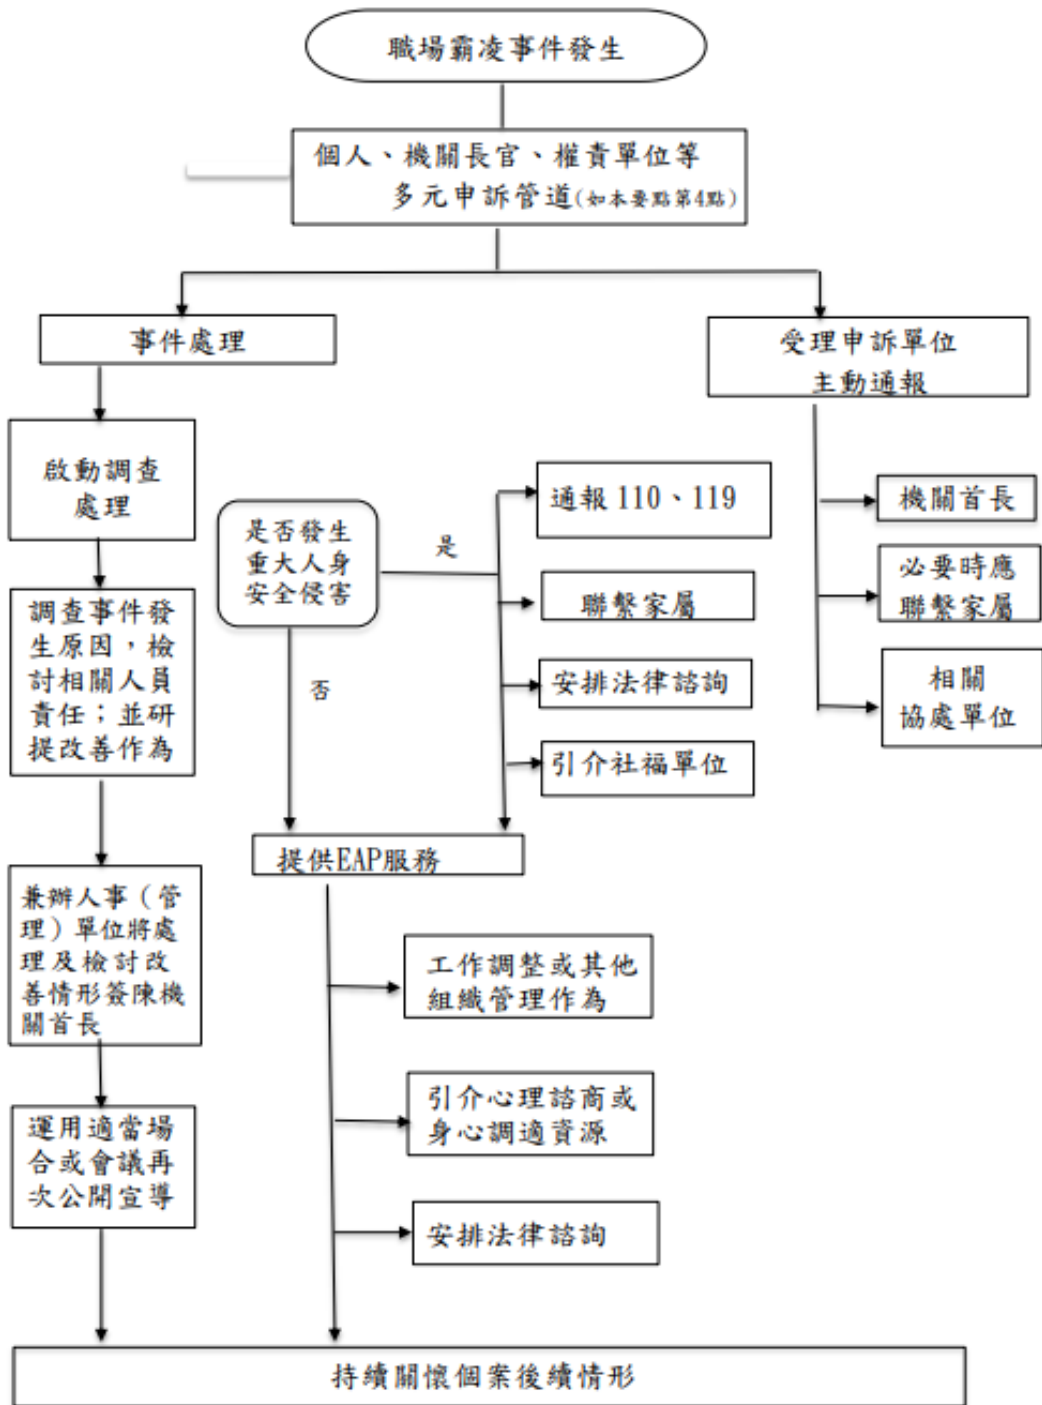 職場霸凌事件發生
個人、機關長官、權責單位等
多元申訴管道(如本要點第4點)
事件處理
受理申訴單位
主動通報
啟動調查
處理
是否發生
重大人身
安全侵害
是
否
通報 110、119
聯繫家屬
安排法律諮詢
引介社福單位
機關首長
必要時應
聯繫家屬
相關
協處單位
調查事件發
生原因，檢
討相關人員
責任；並研
提改善作為
提供EAP服務
兼辦人事（管
理）單位將處
理及檢討改
善情形簽陳機
關首長
工作調整或其他
組織管理作為
引介心理諮商或
身心調適資源
運用適當場
合或會議再
次公開宣導
安排法律諮詢
持續關懷個案後續情形